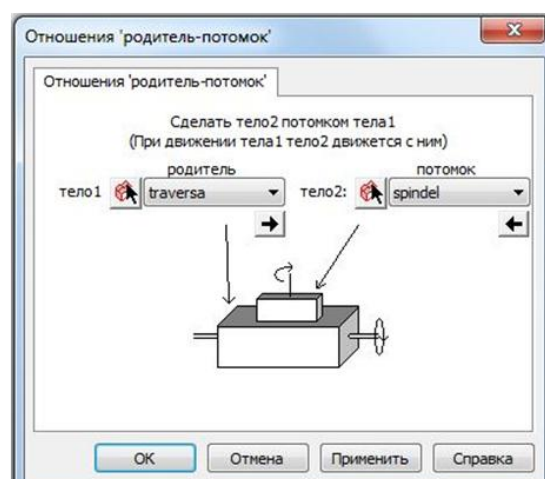 Отношения 'родитель-потомок'
Отношения 'родитель-потомок'
Сделать тело2 потомком тела1
(При движении тела1 тело2 движется с ним)
родитель потомок
тело1 traversa тело2: spindel
ОК Отмена Применить Справка